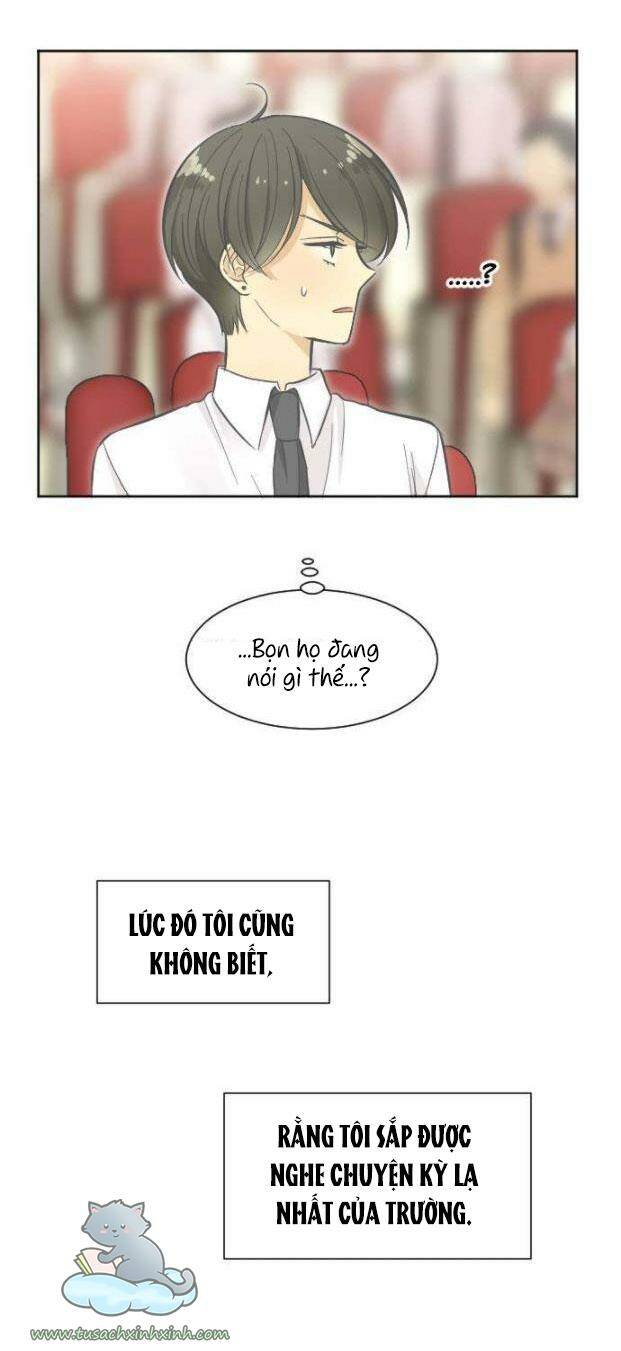 ......?
...Bọn họ đang
nói gì thế...?
LÚC ĐÓ TÔI CŨNG
KHÔNG BIẾT,
RẰNG TÔI SẮP ĐƯỢC
NGHE CHUYỆN KỲ LẠ
NHẤT CỦA TRƯỜNG.
www.tusachxinhxinh.com